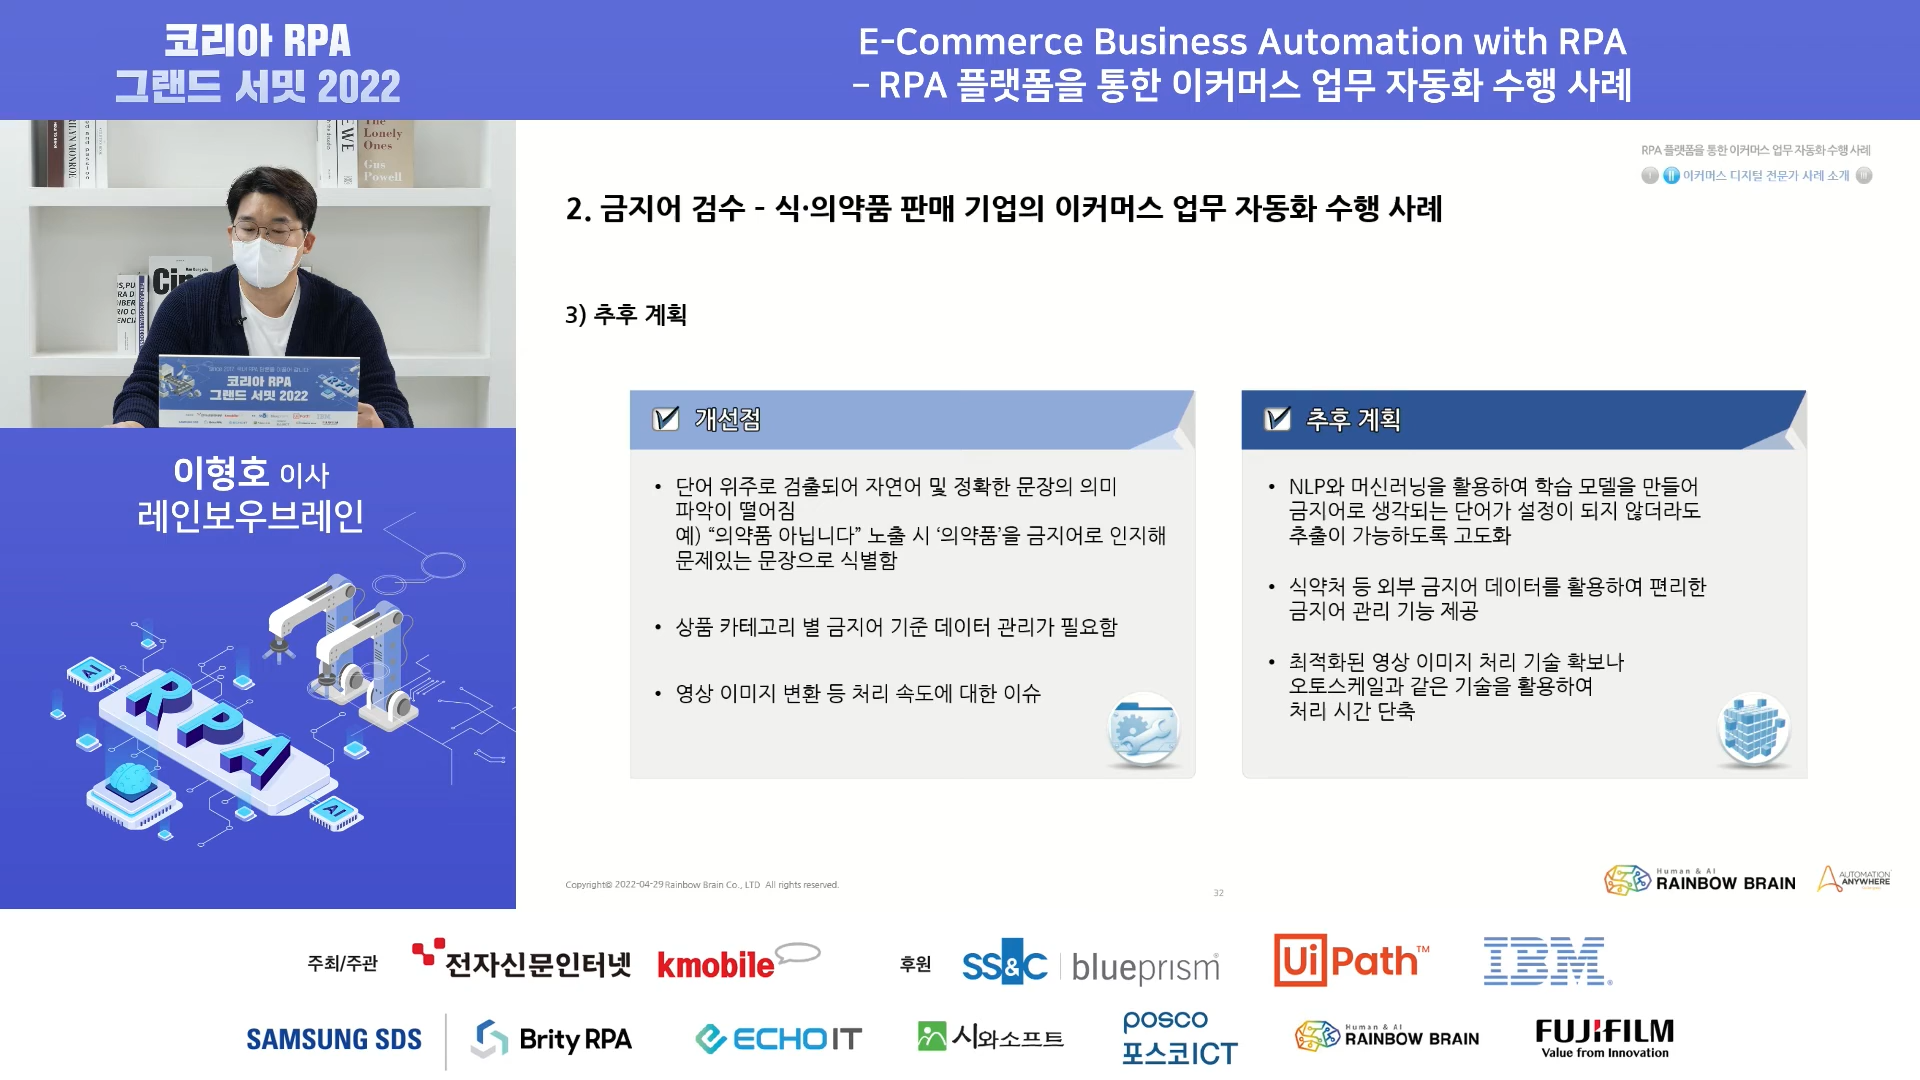 코리아 RPA
그랜드 서밋 2022
E-Commerce Business Automation with RPA
– RPA 플랫폼을 통한 이커머스 업무 자동화 수행 사례
The
Lonely
Ones
Gus
Powell
코리아 RPA
그랜드 서밋 2022
이형호 이사
레인보우브레인
AI
RPA
AI
RPA 플랫폼을 통한 이커머스 업무 자동화 수행 사례
II 이커머스 디지털 전문가 사례 소개
2. 금지어 검수 - 식·의약품 판매 기업의 이커머스 업무 자동화 수행 사례
3) 추후 계획
개선점
• 단어 위주로 검출되어 자연어 및 정확한 문장의 의미
파악이 떨어짐
예) “의약품 아닙니다” 노출 시 ‘의약품’을 금지어로 인지해
문제있는 문장으로 식별함
• 상품 카테고리 별 금지어 기준 데이터 관리가 필요함
• 영상 이미지 변환 등 처리 속도에 대한 이슈
추후 계획
• NLP와 머신러닝을 활용하여 학습 모델을 만들어
금지어로 생각되는 단어가 설정이 되지 않더라도
추출이 가능하도록 고도화
• 식약처 등 외부 금지어 데이터를 활용하여 편리한
금지어 관리 기능 제공
• 최적화된 영상 이미지 처리 기술 확보나
오토스케일과 같은 기술을 활용하여
처리 시간 단축
Copyright© 2022-04-29 Rainbow Brain Co., LTD All rights reserved.
32
Human & AI
RAINBOW BRAIN
AUTOMATION
ANYWHERE
주최/주관 전자신문인터넷 kmobile 후원 SS&C blueprism® UiPath™ IBM®
SAMSUNG SDS Brity RPA ECHO IT 시와소프트 posco 포스코ICT Human & AI RAINBOW BRAIN FUJIFILM
Value from Innovation